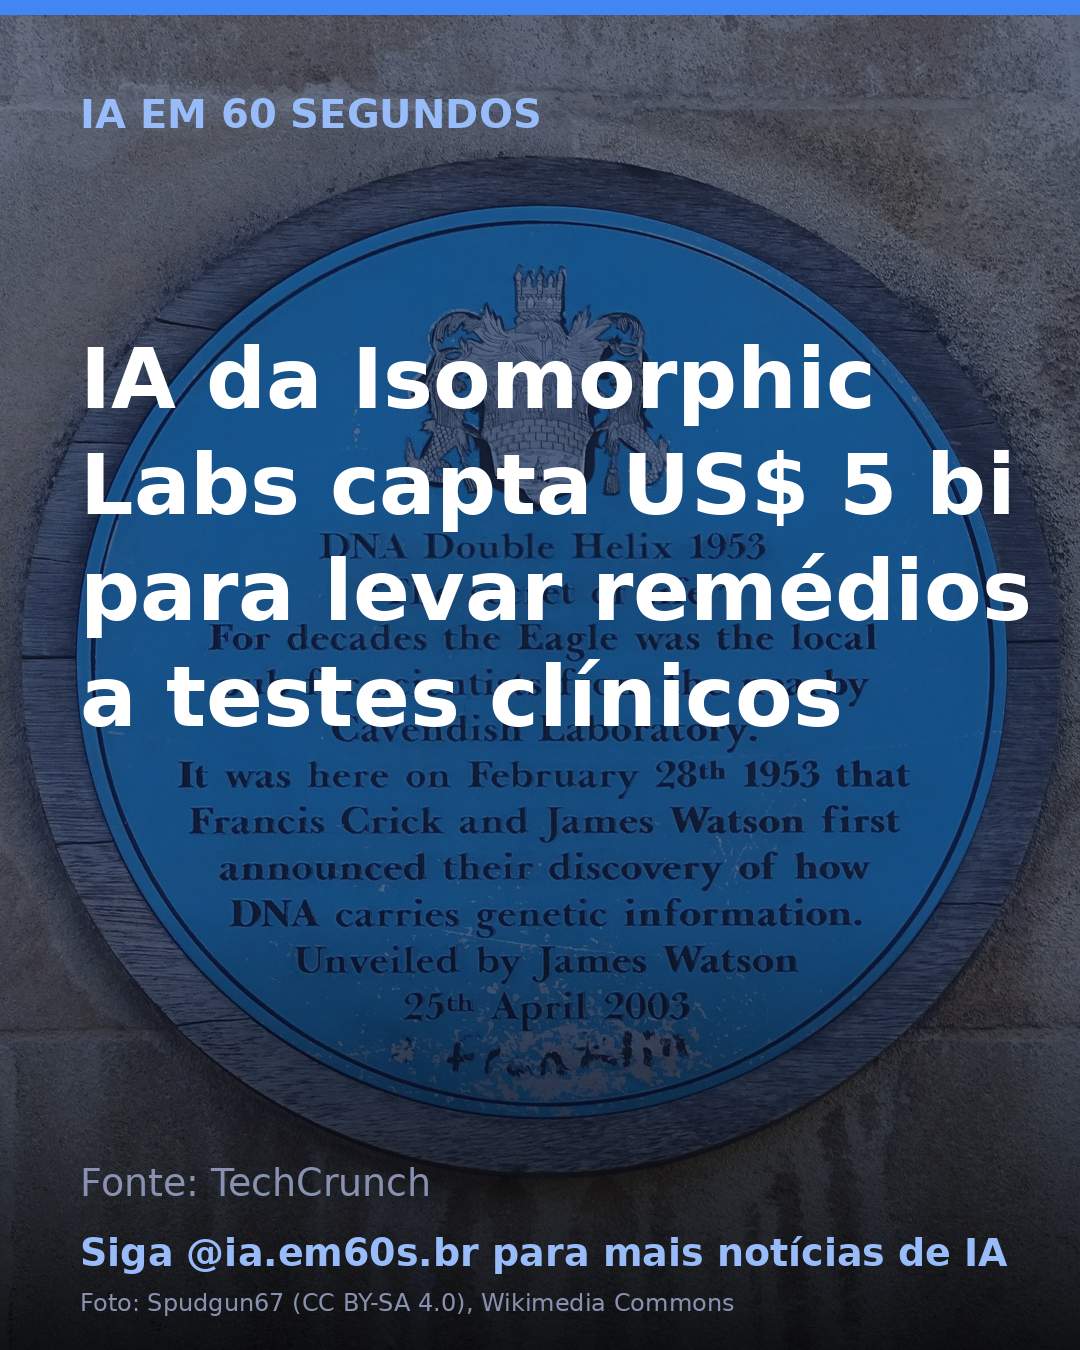 IA EM 60 SEGUNDOS
IA da Isomorphic
Labs capta US$ 5 bi
para levar remédios
a testes clínicos
DNA Double Helix 1953
For decades the Eagle was the local
Cavendish Laboratory.
It was here on February 28th 1953 that
Francis Crick and James Watson first
announced their discovery of how
DNA carries genetic information.
Unveiled by James Watson
25th April 2003
+ Franklin
Fonte: TechCrunch
Siga @ia.em60s.br para mais notícias de IA
Foto: Spudgun67 (CC BY-SA 4.0), Wikimedia Commons